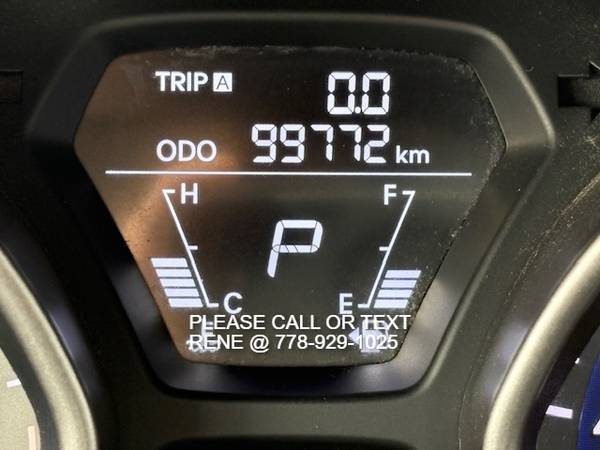 TRIP A 0.0
ODO 99772 km
H F
P
C E
PLEASE CALL OR TEXT
RENE @ 778-929-1025